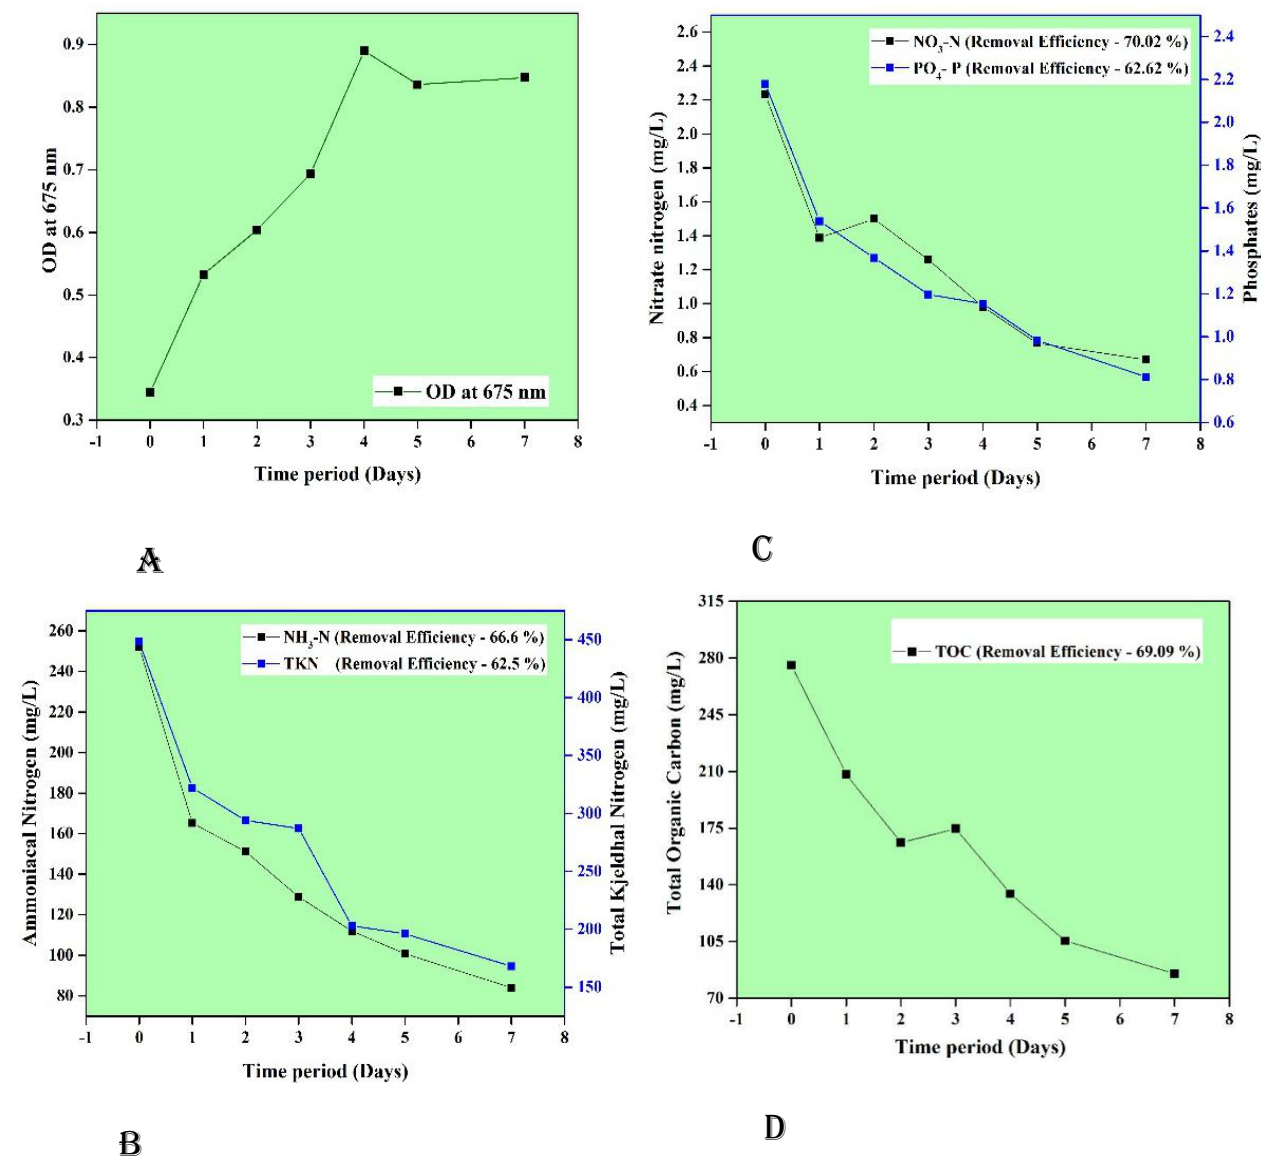 0.9
0.8
0.7
0.6
0.5
0.4
0.3
-1 0 1 2 3 4 5 6 7 8
OD at 675 nm
OD at 675 nm
Time period (Days)
A
2.6
2.4
2.2
2.0
1.8
1.6
1.4
1.2
1.0
0.8
0.6
0.4
-1 0 1 2 3 4 5 6 7 8
2.4
2.2
2.0
1.8
1.6
1.4
1.2
1.0
0.8
0.6
NO3-N (Removal Efficiency - 70.02 %)
PO4- P (Removal Efficiency - 62.62 %)
Nitrate nitrogen (mg/L)
Phosphates (mg/L)
Time period (Days)
C
260
240
220
200
180
160
140
120
100
80
-1 0 1 2 3 4 5 6 7 8
450
400
350
300
250
200
150
NH3-N (Removal Efficiency - 66.6 %)
TKN (Removal Efficiency - 62.5 %)
Ammoniacal Nitrogen (mg/L)
Total Kjeldhal Nitrogen (mg/L)
Time period (Days)
B
315
280
245
210
175
140
105
70
-1 0 1 2 3 4 5 6 7 8
TOC (Removal Efficiency - 69.09 %)
Total Organic Carbon (mg/L)
Time period (Days)
D